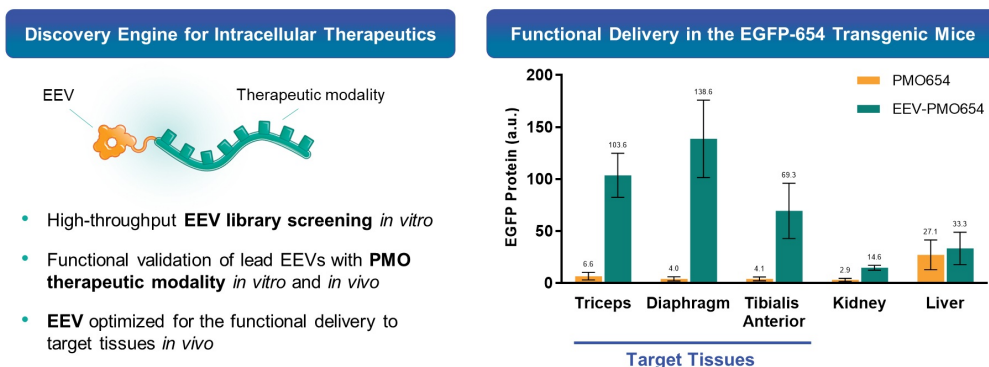 Discovery Engine for Intracellular Therapeutics
EEV
Therapeutic modality
• High-throughput EEV library screening in vitro
• Functional validation of lead EEVs with PMO
therapeutic modality in vitro and in vivo
• EEV optimized for the functional delivery to
target tissues in vivo
Functional Delivery in the EGFP-654 Transgenic Mice
PMO654
EEV-PMO654
EGFP Protein (a.u.)
200
150
100
50
0
6.6
103.6
4.0
138.6
4.1
69.3
2.9
14.6
27.1
33.3
Triceps
Diaphragm
Tibialis
Anterior
Kidney
Liver
Target Tissues